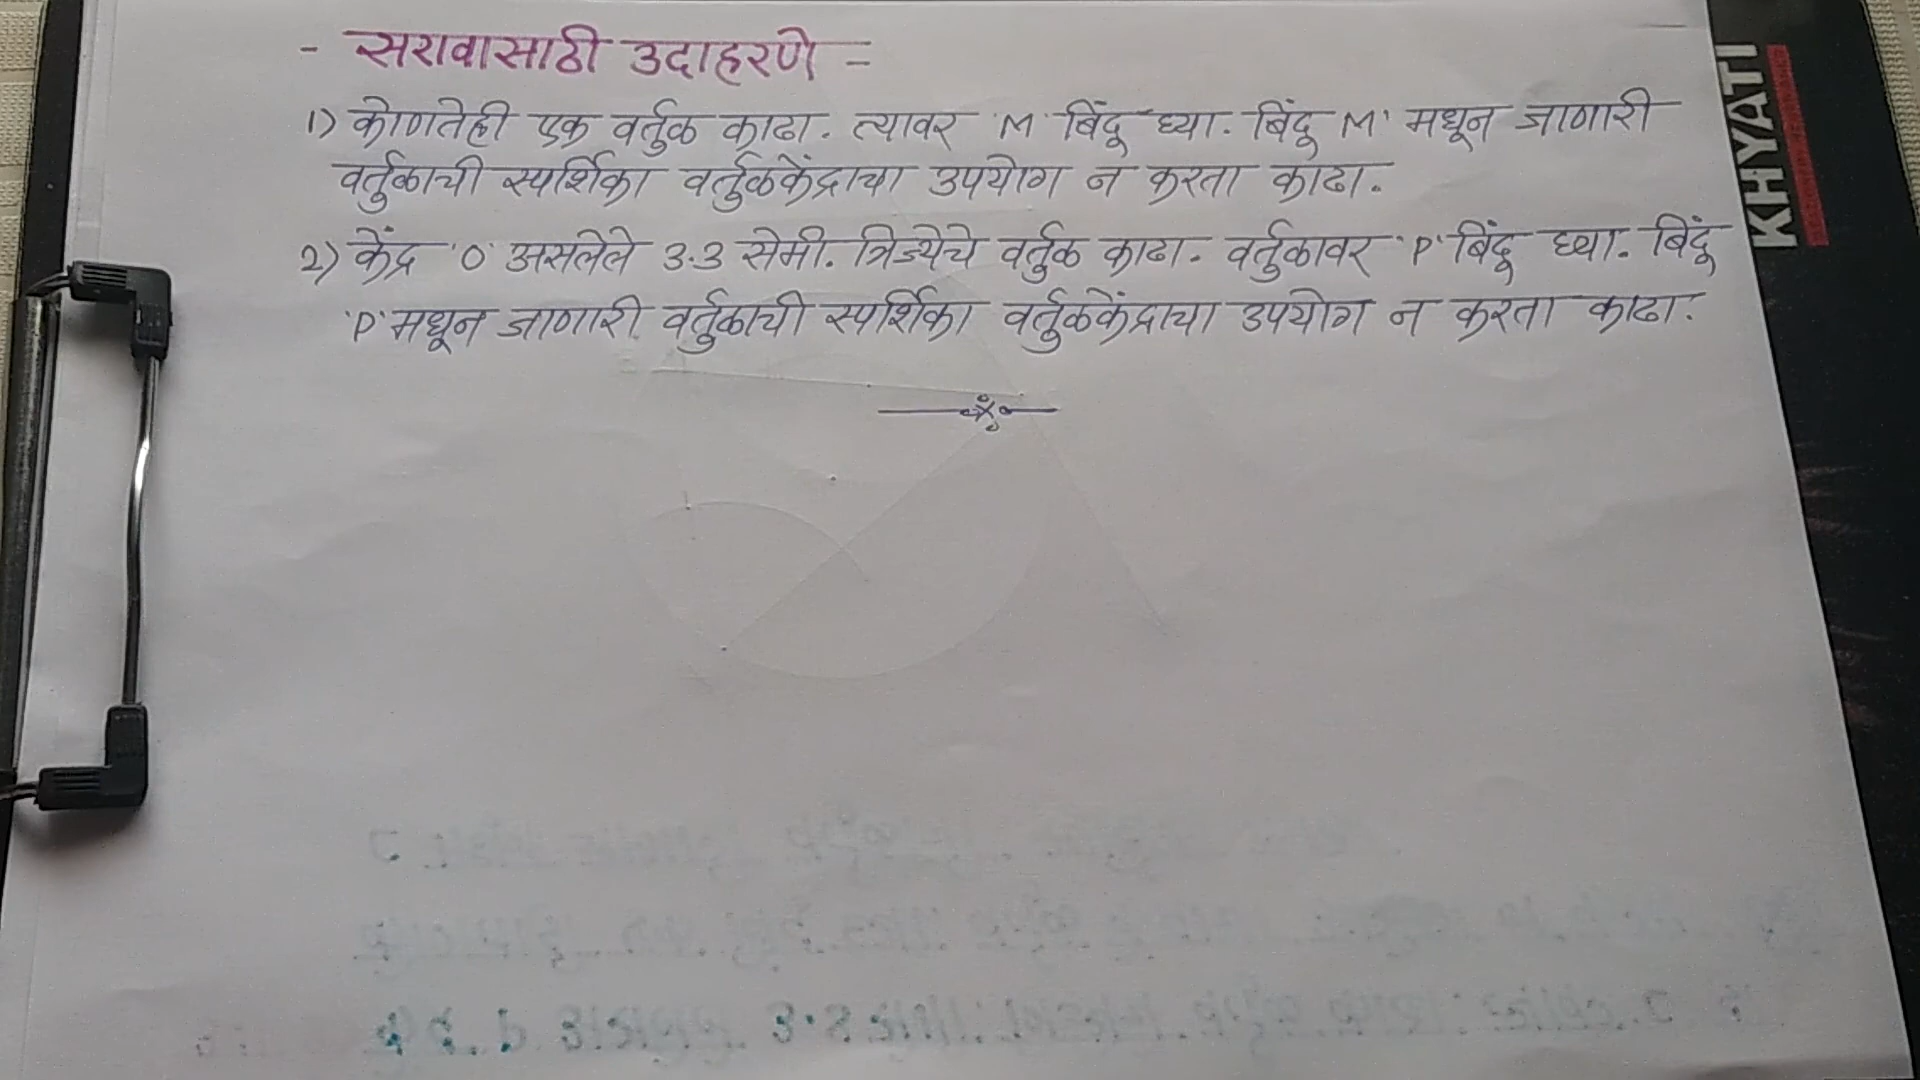 - सरावासाठी उदाहरणे -
1) कोणतेही एक वर्तुळ काढा. त्यावर 'M' बिंदू घ्या. बिंदू 'M' मधून जाणारी
वर्तुळाची स्पर्शिका वर्तुळकेंद्राचा उपयोग न करता काढा.
2) केंद्र 'O' असलेले 3.3 सेमी. त्रिज्येचे वर्तुळ काढा. वर्तुळावर 'P' बिंदू घ्या. बिंदू
'P' मधून जाणारी वर्तुळाची स्पर्शिका वर्तुळकेंद्राचा उपयोग न करता काढा.
KHYATI